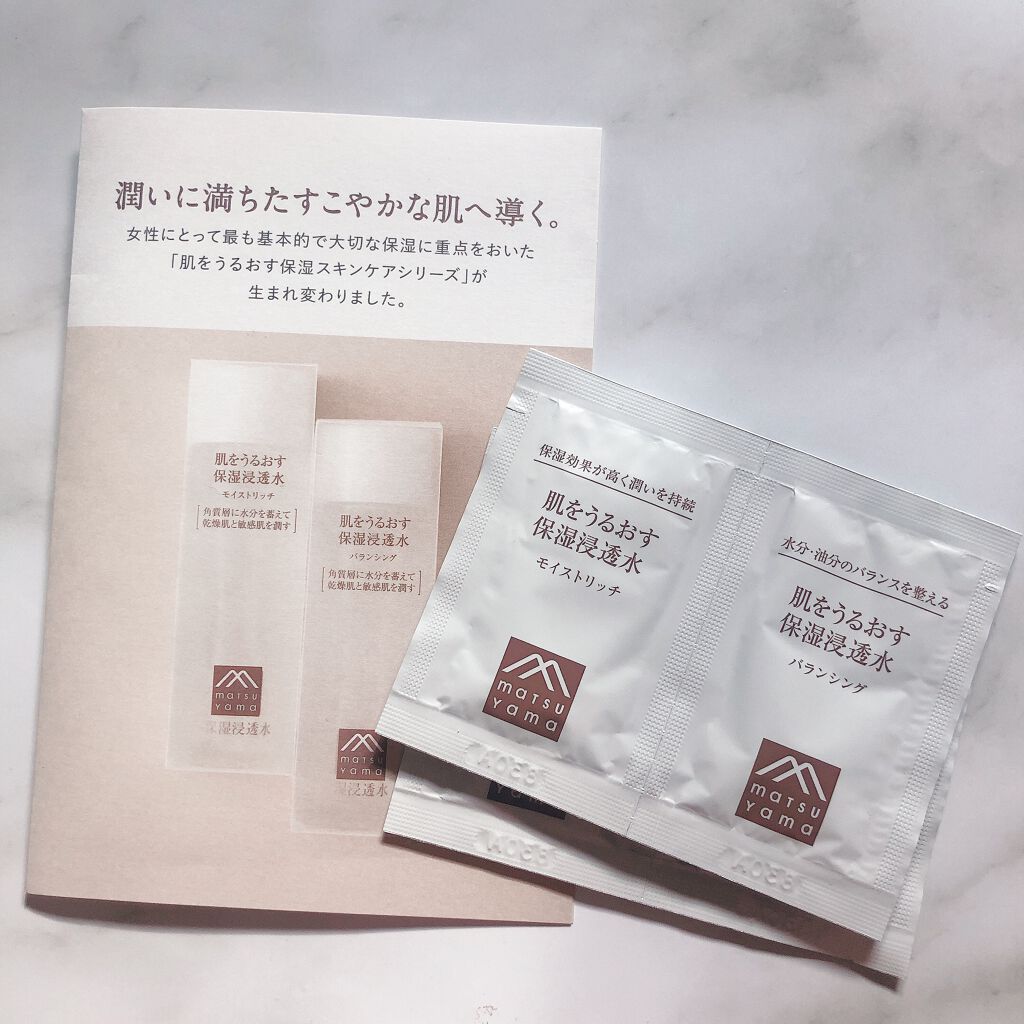 潤いに満ちたすこやかな肌へ導く。
女性にとって最も基本的で大切な保湿に重点をおいた
「肌をうるおす保湿スキンケアシリーズ」が
生まれ変わりました。
肌をうるおす
保湿浸透水
モイストリッチ
角質層に水分を蓄えて
乾燥肌と敏感肌を潤す
matsu
yama
保湿浸透水
肌をうるおす
保湿浸透水
バランシング
角質層に水分を蓄えて
乾燥肌と敏感肌を潤す
matsu
yama
湿浸透水
保湿効果が高く潤いを持続
肌をうるおす
保湿浸透水
モイストリッチ
matsu
yama
水分・油分のバランスを整える
肌をうるおす
保湿浸透水
バランシング
matsu
yama